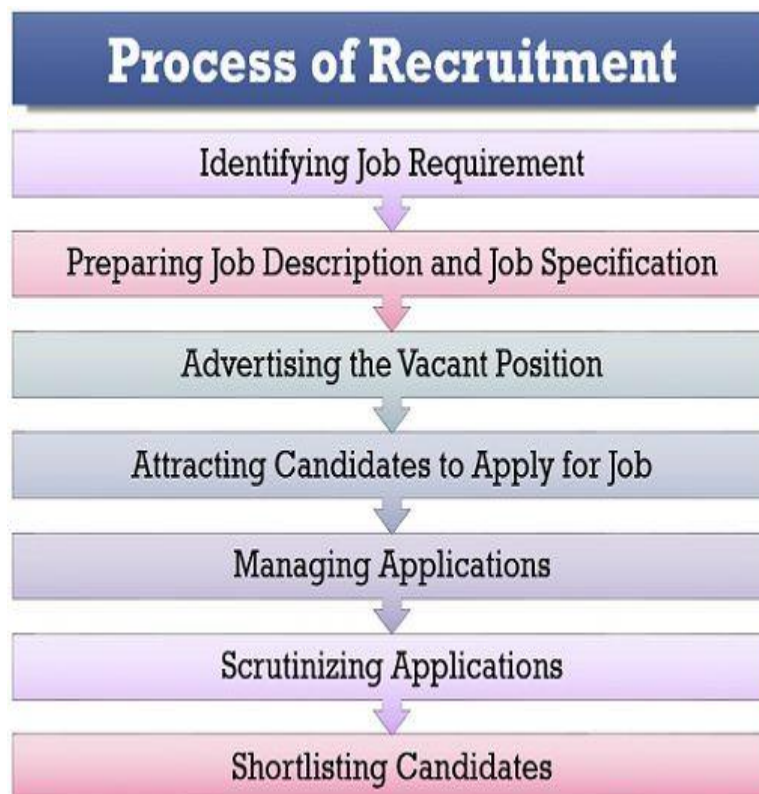 Process of Recruitment
Identifying Job Requirement
Preparing Job Description and Job Specification
Advertising the Vacant Position
Attracting Candidates to Apply for Job
Managing Applications
Scrutinizing Applications
Shortlisting Candidates